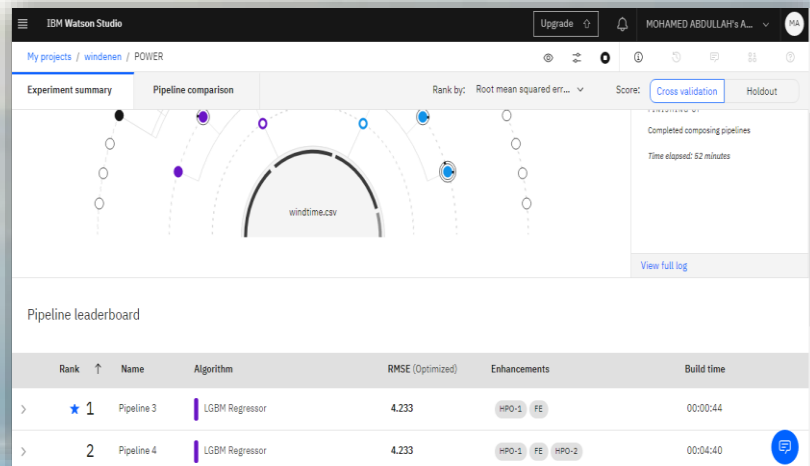 IBM Watson Studio
Upgrade
MOHAMED ABDULLAH's A...
MA
My projects / windenen / POWER
Experiment summary
Pipeline comparison
Rank by: Root mean squared err...
Score: Cross validation Holdout
Completed composing pipelines
Time elapsed: 52 minutes
windtime.csv
View full log
Pipeline leaderboard
Rank ↑ Name Algorithm RMSE (Optimized) Enhancements Build time
★ 1 Pipeline 3 LGBM Regressor 4.233 HPO-1 FE 00:00:44
2 Pipeline 4 LGBM Regressor 4.233 HPO-1 FE HPO-2 00:04:40